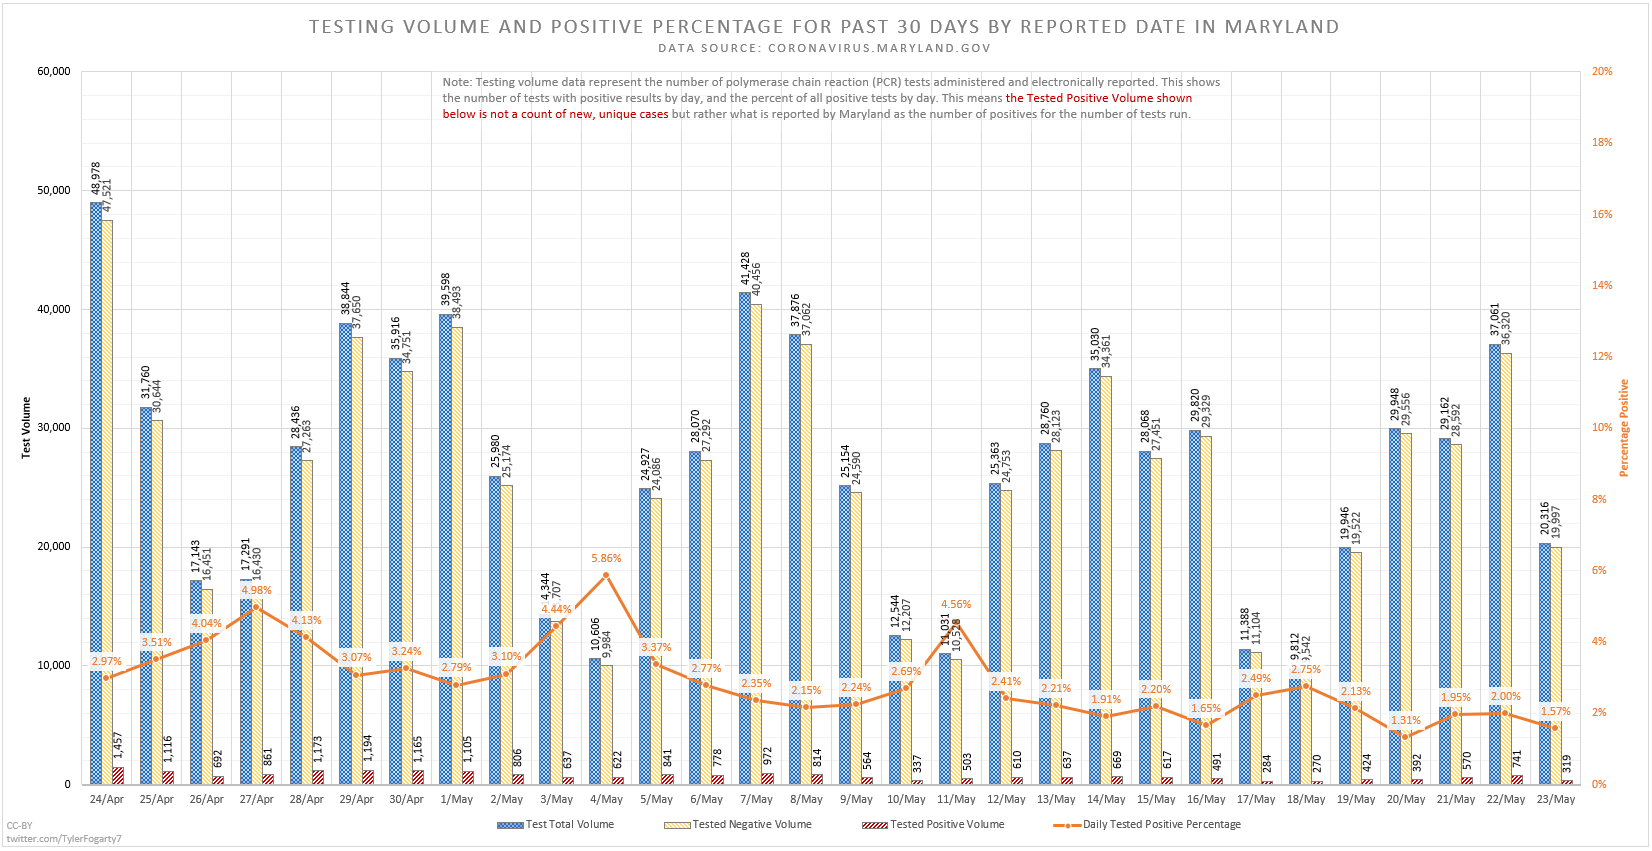 TESTING VOLUME AND POSITIVE PERCENTAGE FOR PAST 30 DAYS BY REPORTED DATE IN MARYLAND
DATA SOURCE: CORONAVIRUS.MARYLAND.GOV
Note: Testing volume data represent the number of polymerase chain reaction (PCR) tests administered and electronically reported. This shows
the number of tests with positive results by day, and the percent of all positive tests by day. This means the Tested Positive Volume shown
below is not a count of new, unique cases but rather what is reported by Maryland as the number of positives for the number of tests run.
60,000
50,000
40,000
30,000
20,000
10,000
0
Test Volume
20%
18%
16%
14%
12%
10%
8%
6%
4%
2%
0%
Percentage Positive
48,978 31,760 17,143 17,291 28,436 38,844 35,916 39,598 25,980 10,606 24,927 28,070 41,428 37,876 25,154 12,544 11,031 25,363 28,760 35,030 28,068 29,820 11,388 9,812 19,946 29,948 29,162 37,061 20,316
47,521 30,644 16,451 16,430 27,263 37,650 34,751 38,493 25,174 9,984 24,086 27,292 40,456 37,062 24,590 12,207 24,753 28,123 34,361 27,451 29,329 11,104 19,522 29,556 28,592 36,320 19,997
2.97% 3.51% 4.04% 4.98% 4.13% 3.07% 3.24% 2.79% 3.10% 4.44% 5.86% 3.37% 2.77% 2.35% 2.15% 2.24% 2.69% 4.56% 2.41% 2.21% 1.91% 2.20% 1.65% 2.49% 2.75% 2.13% 1.31% 1.95% 2.00% 1.57%
1,457 1,116 692 861 1,173 1,194 1,165 1,105 806 637 622 841 778 972 814 564 337 503 610 637 669 617 491 284 270 424 392 570 741 319
24/Apr 25/Apr 26/Apr 27/Apr 28/Apr 29/Apr 30/Apr 1/May 2/May 3/May 4/May 5/May 6/May 7/May 8/May 9/May 10/May 11/May 12/May 13/May 14/May 15/May 16/May 17/May 18/May 19/May 20/May 21/May 22/May 23/May
Test Total Volume Tested Negative Volume Tested Positive Volume Daily Tested Positive Percentage
CC-BY
twitter.com/TylerFogarty7